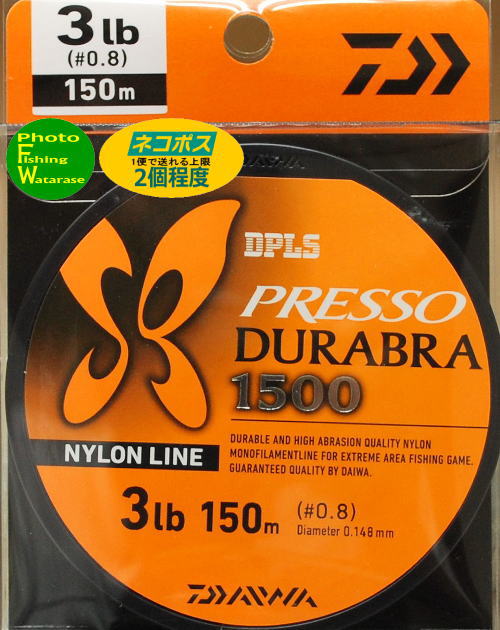 3 lb
(#0.8)
150m
Photo
Fishing
Watarase
ネコポス
1便で送れる上限
2個程度
DAIWA
DPLS
PRESSO
DURABRA
1500
NYLON LINE
DURABLE AND HIGH ABRASION QUALITY NYLON
MONOFILAMENTLINE FOR EXTREME AREA FISHING GAME.
GUARANTEED QUALITY BY DAIWA.
3lb 150m (#0.8)
Diameter 0.148mm
DAIWA